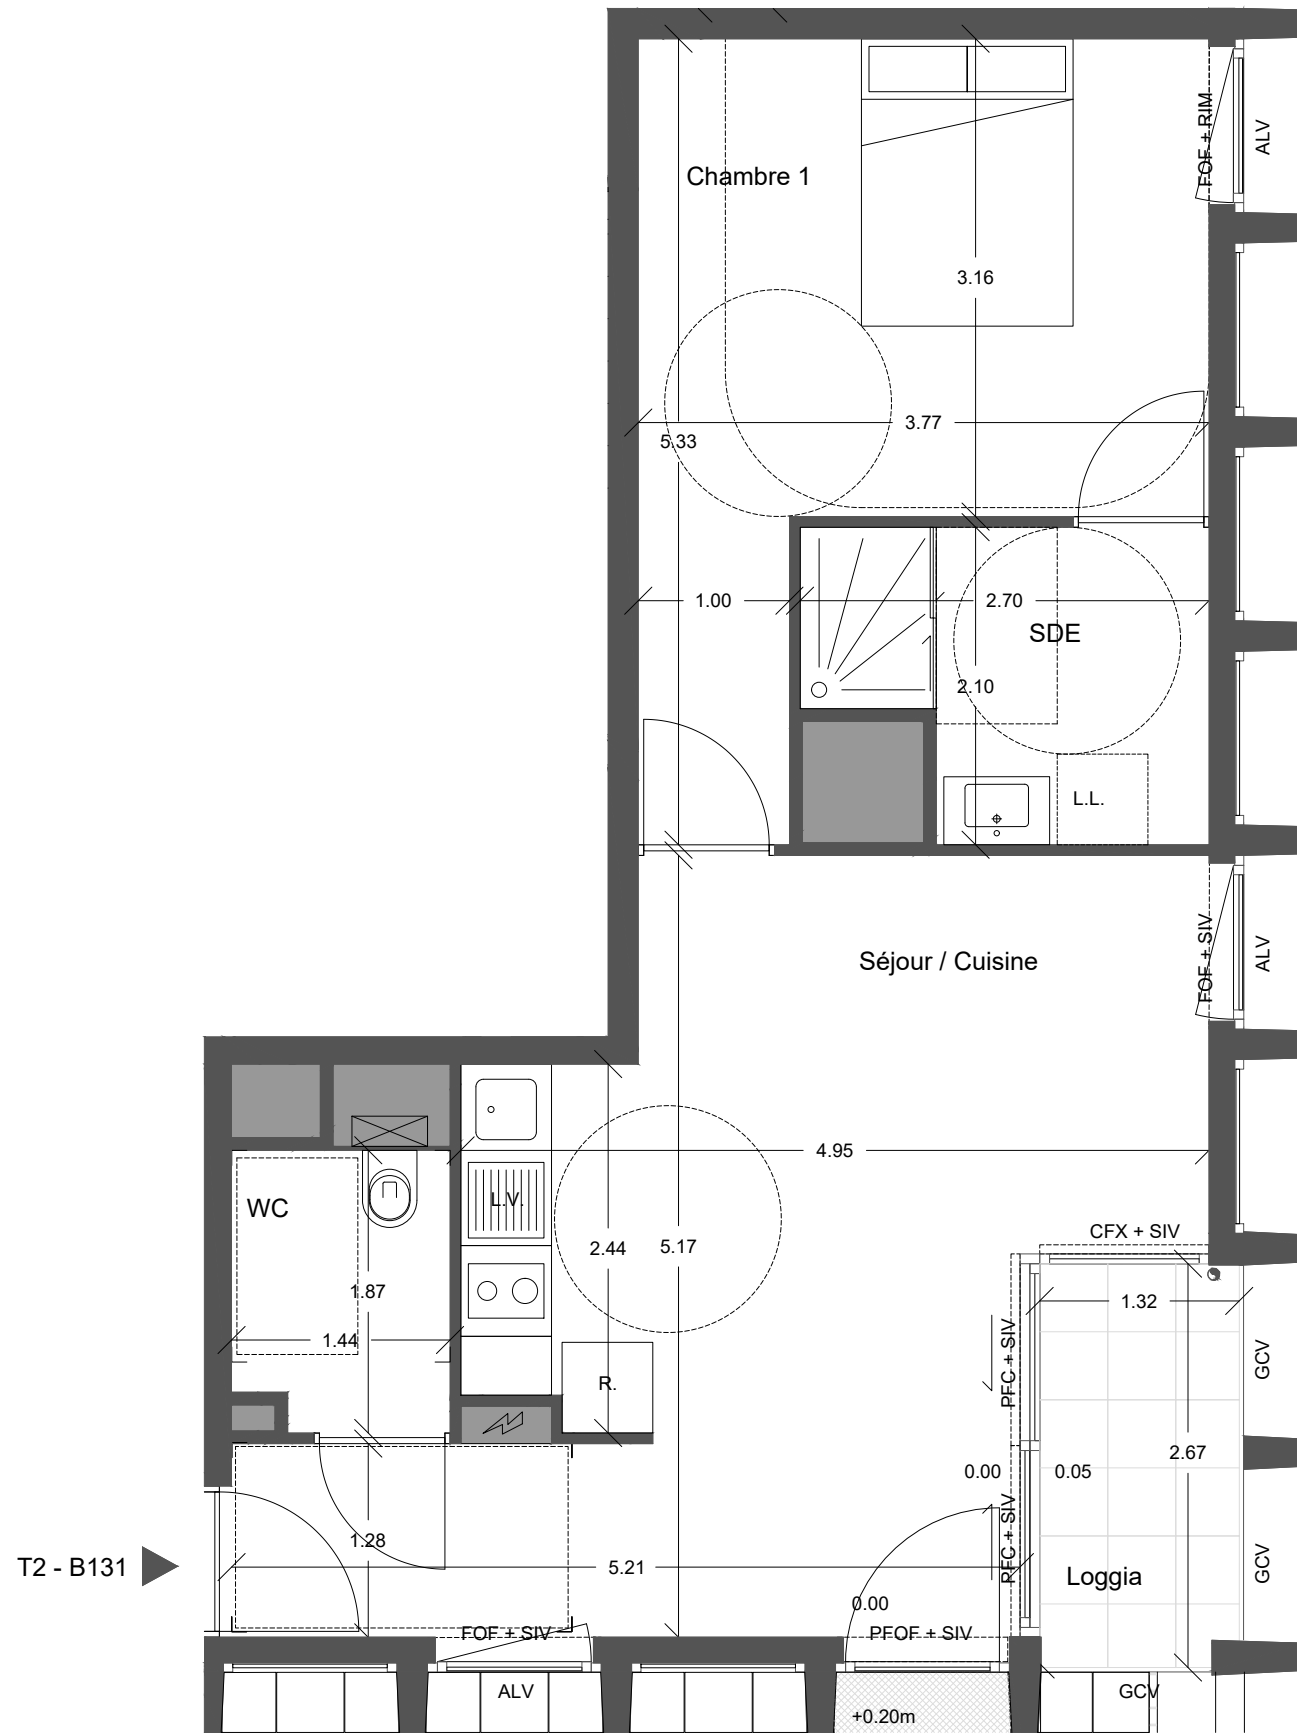 FOF + RIM
ALV
Chambre 1
3.16
3.77
5.33
1.00
2.70
SDE
2.10
L.L.
FOF + SIV
ALV
Séjour / Cuisine
4.95
WC
L.V.
CFX + SIV
2.44
5.17
1.87
1.32
1.44
PFC + SIV
GCV
R.
2.67
0.00
0.05
PFC + SIV
1.28
T2 - B131
5.21
Loggia
GCV
0.00
FOF + SIV
PFOF + SIV
ALV
GCV
+0.20m